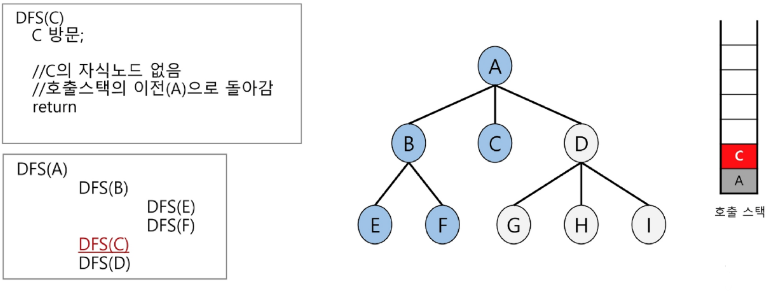 DFS(C)
C 방문;
//C의 자식노드 없음
//호출스택의 이전(A)으로 돌아감
return
DFS(A)
DFS(B)
DFS(E)
DFS(F)
DFS(C)
DFS(D)
A
B
C
D
E
F
G
H
I
C
A
호출 스택